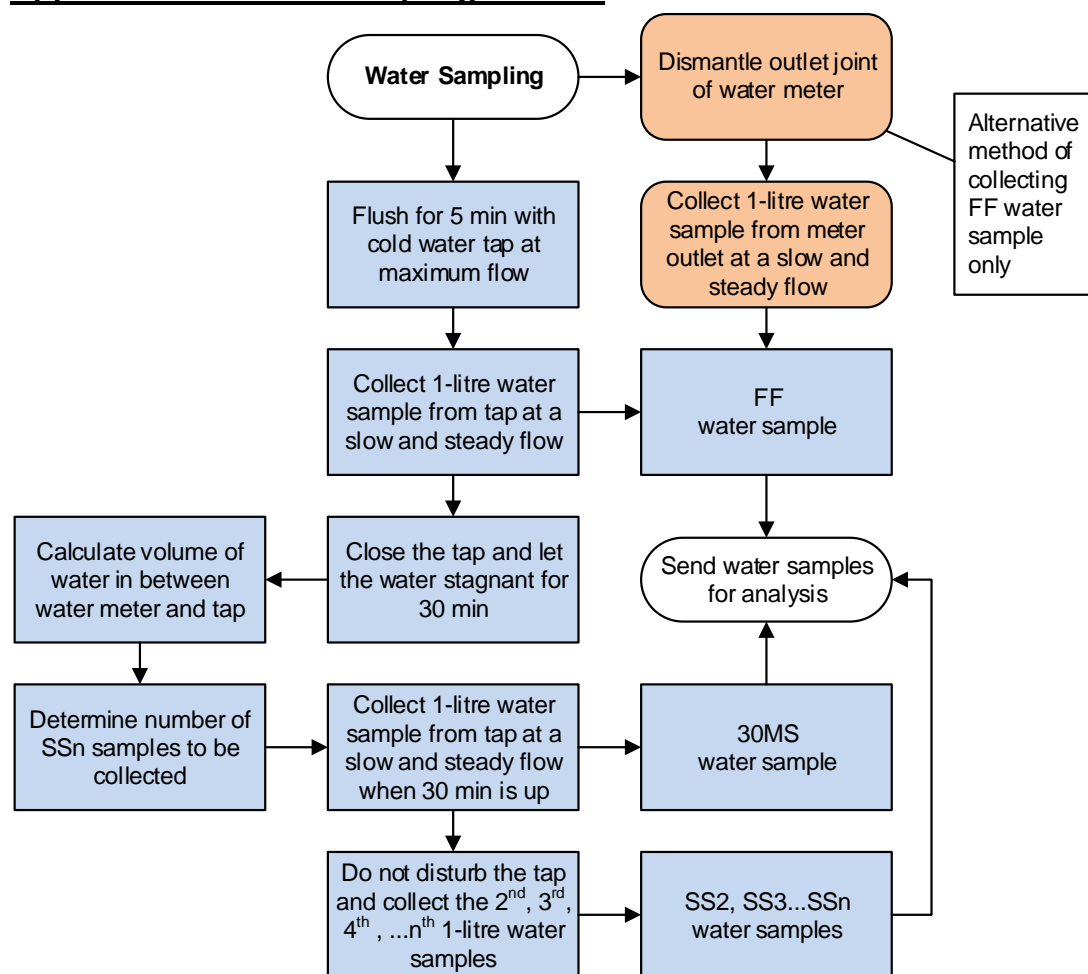 Water Sampling
Dismantle outlet joint
of water meter
Alternative
method of
collecting
FF water
sample
only
Flush for 5 min with
cold water tap at
maximum flow
Collect 1-litre water
sample from meter
outlet at a slow and
steady flow
Collect 1-litre water
sample from tap at a
slow and steady flow
FF
water sample
Calculate volume of
water in between
water meter and tap
Close the tap and let
the water stagnant for
30 min
Send water samples
for analysis
Determine number of
SSn samples to be
collected
Collect 1-litre water
sample from tap at a
slow and steady flow
when 30 min is up
30MS
water sample
Do not disturb the tap
and collect the 2nd, 3rd,
4th , ...nth 1-litre water
samples
SS2, SS3...SSn
water samples